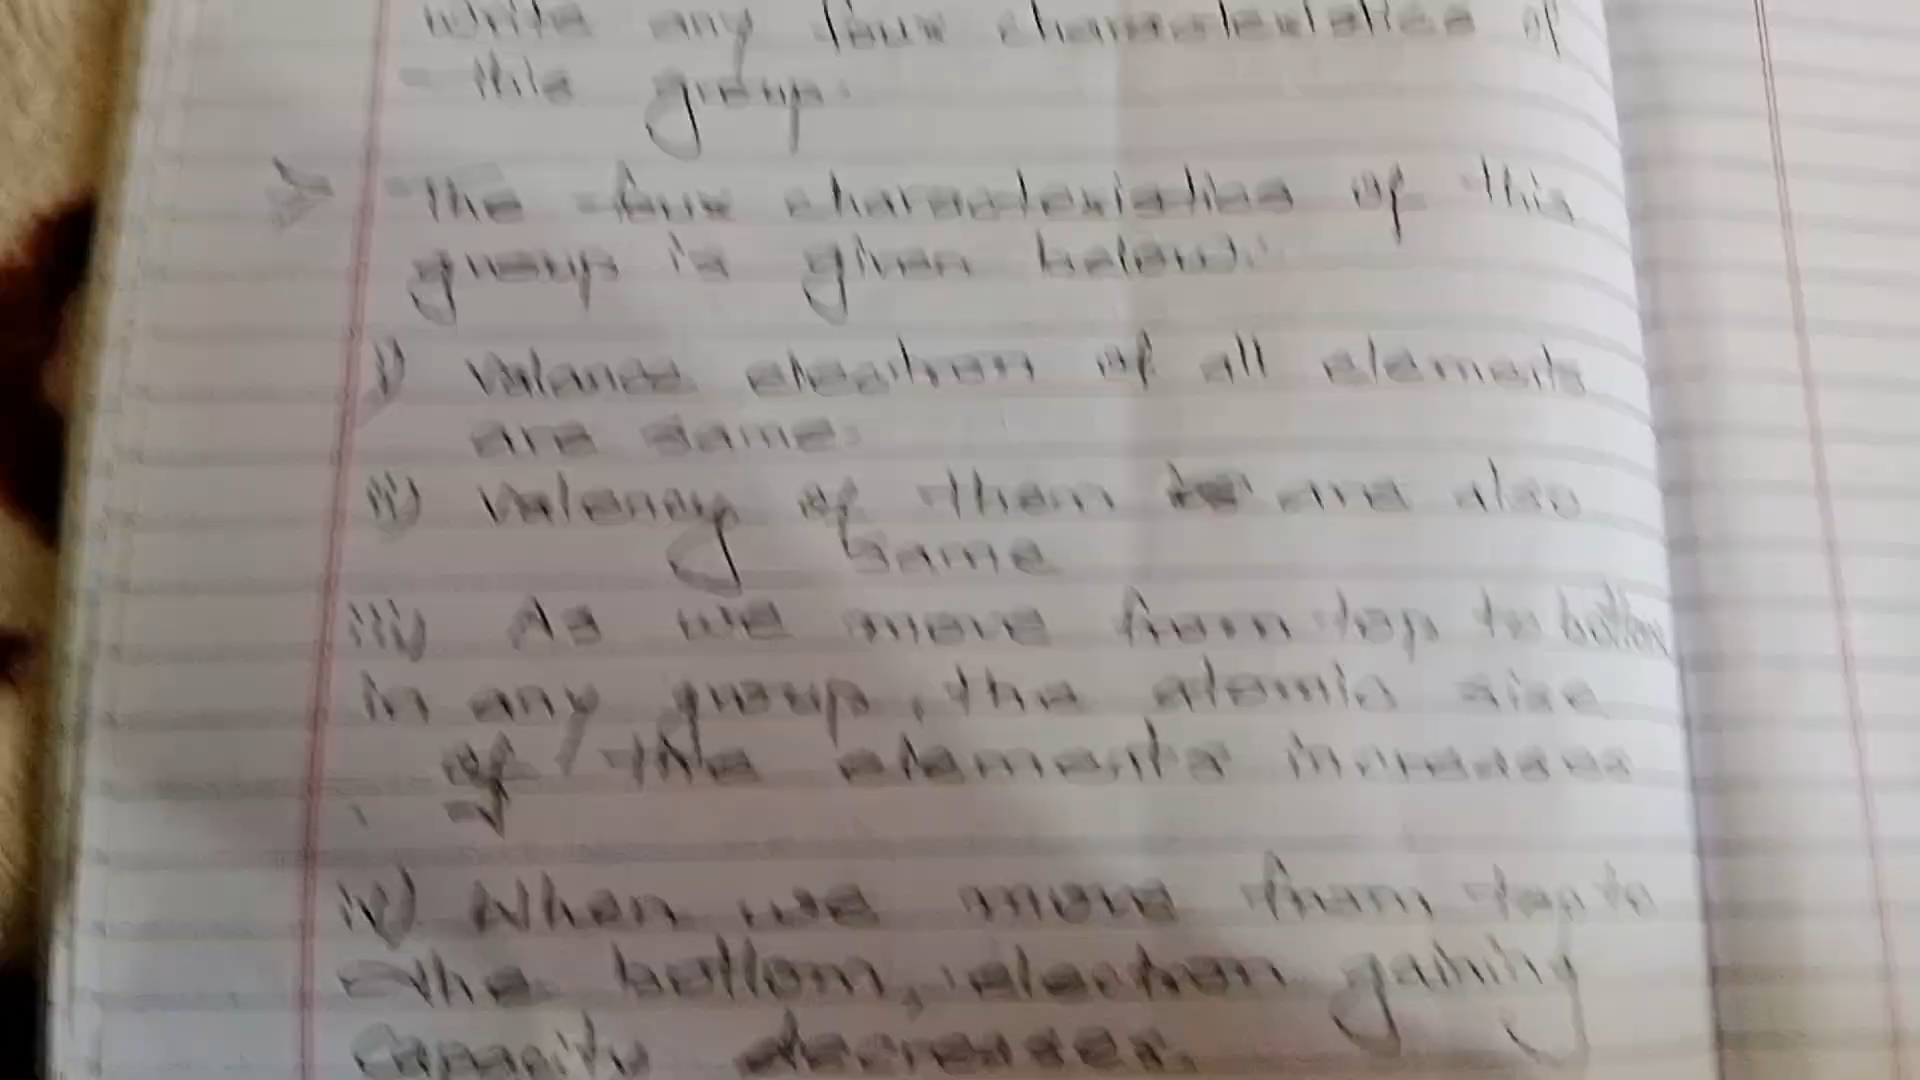 write any four characteristics of
this group.
The four characteristics of this
group is given below:
i) Valance electron of all elements
are same.
ii) Valency of them are also
same
iii) As we move from top to bottom
in any group, the atomic size
of the elements increases
iv) When we move from top to
the bottom, electron gaining
capacity decreases.